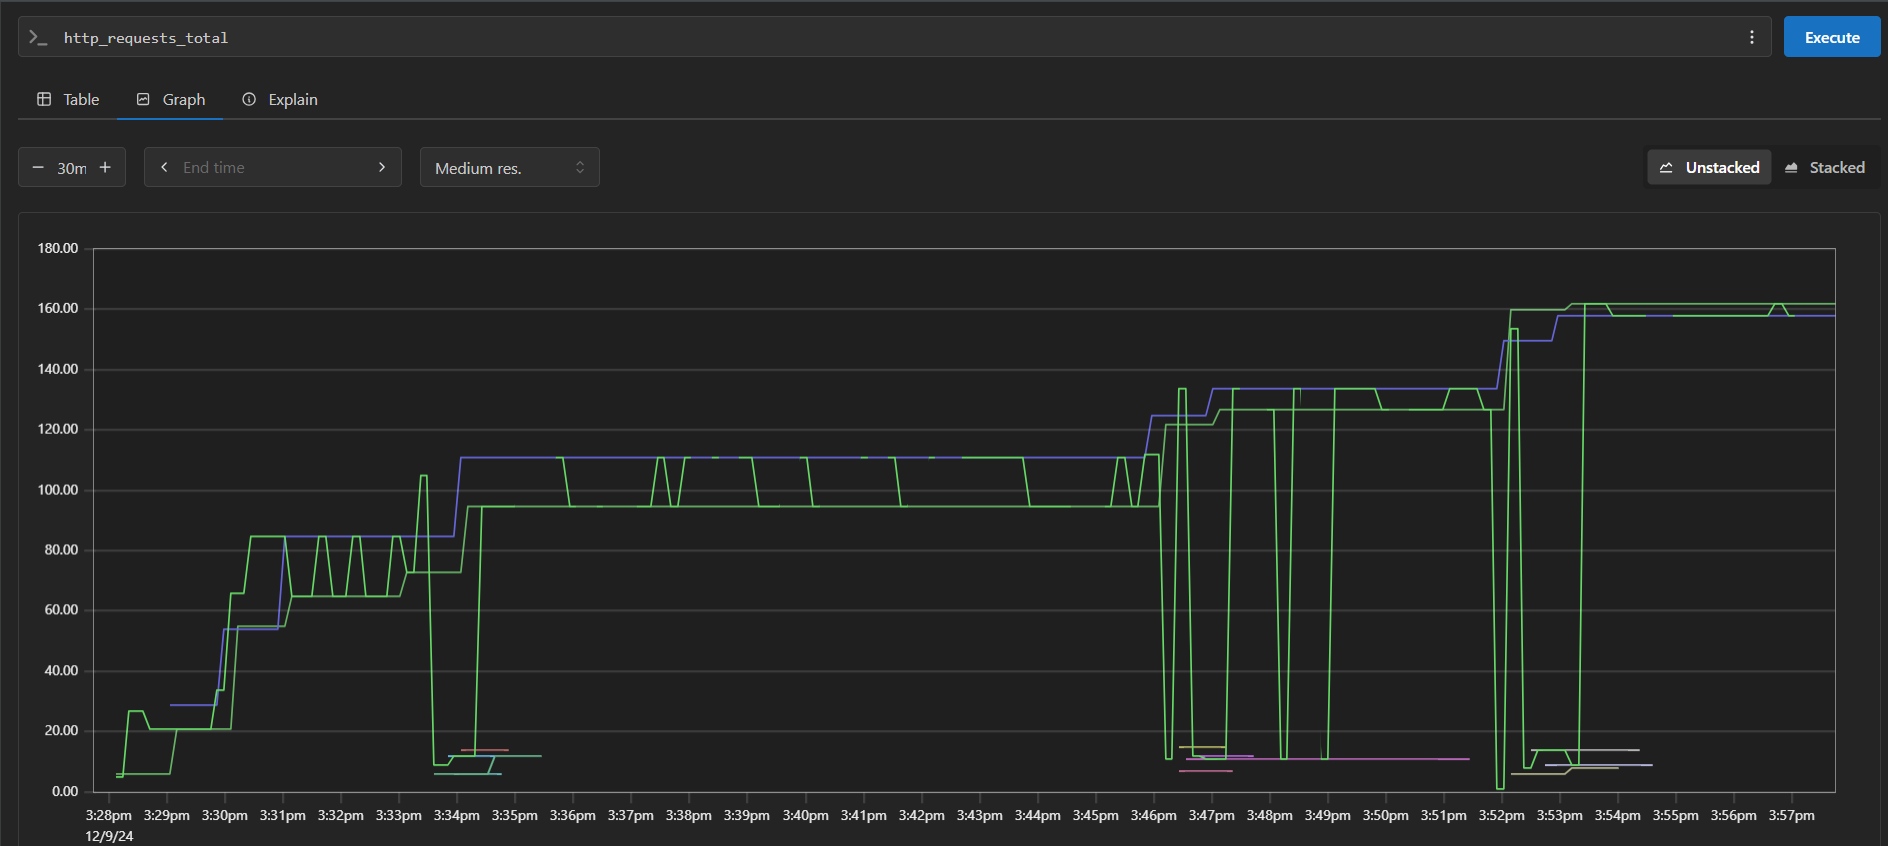 http_requests_total
Execute
Table Graph Explain
30m End time Medium res. Unstacked Stacked
180.00
160.00
140.00
120.00
100.00
80.00
60.00
40.00
20.00
0.00
3:28pm 3:29pm 3:30pm 3:31pm 3:32pm 3:33pm 3:34pm 3:35pm 3:36pm 3:37pm 3:38pm 3:39pm 3:40pm 3:41pm 3:42pm 3:43pm 3:44pm 3:45pm 3:46pm 3:47pm 3:48pm 3:49pm 3:50pm 3:51pm 3:52pm 3:53pm 3:54pm 3:55pm 3:56pm 3:57pm
12/9/24